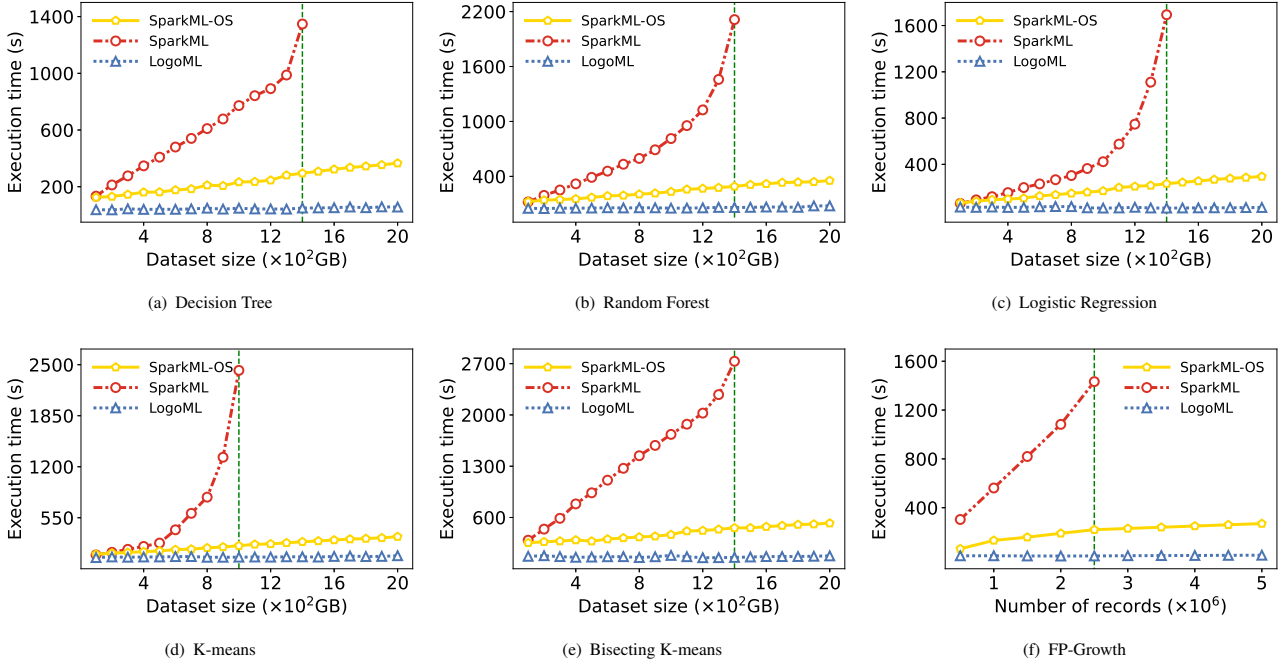 1400
1000
600
200
Execution time (s)
SparkML-OS
SparkML
LogoML
4 8 12 16 20
Dataset size (×10²GB)
(a) Decision Tree
2200
1600
1000
400
Execution time (s)
SparkML-OS
SparkML
LogoML
4 8 12 16 20
Dataset size (×10²GB)
(b) Random Forest
1600
1200
800
400
Execution time (s)
SparkML-OS
SparkML
LogoML
4 8 12 16 20
Dataset size (×10²GB)
(c) Logistic Regression
2500
1850
1200
550
Execution time (s)
SparkML-OS
SparkML
LogoML
4 8 12 16 20
Dataset size (×10²GB)
(d) K-means
2700
2000
1300
600
Execution time (s)
SparkML-OS
SparkML
LogoML
4 8 12 16 20
Dataset size (×10²GB)
(e) Bisecting K-means
1600
1200
800
400
Execution time (s)
SparkML-OS
SparkML
LogoML
1 2 3 4 5
Number of records (×10⁶)
(f) FP-Growth